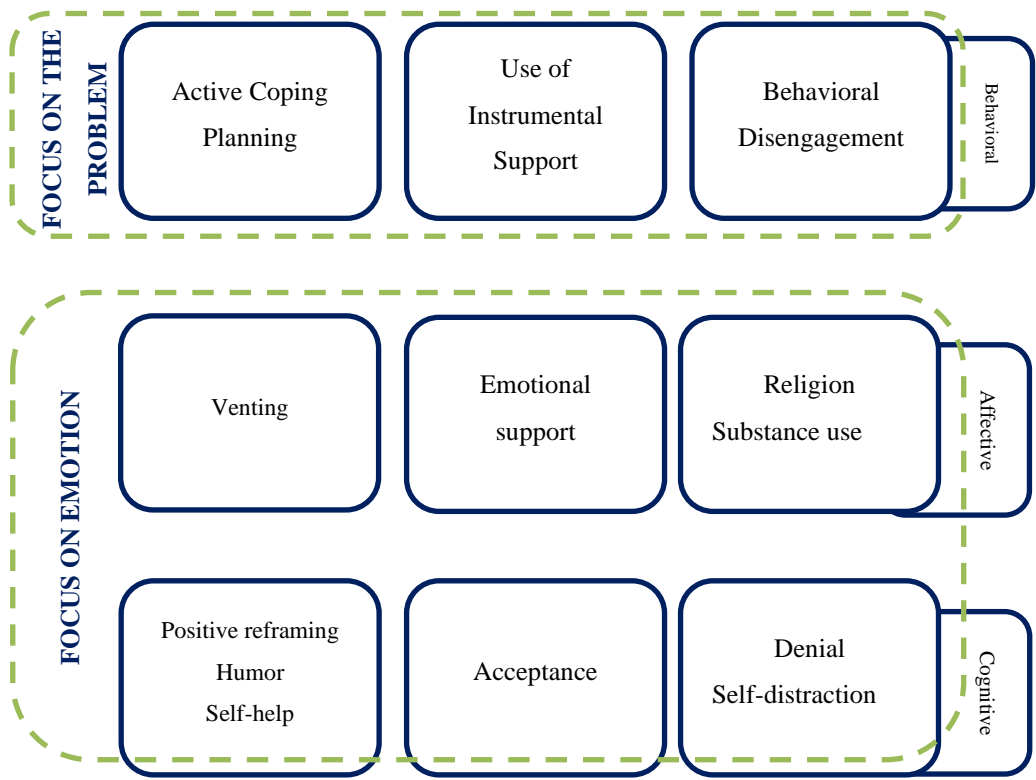 FOCUS ON THE
PROBLEM
Active Coping
Planning
Use of
Instrumental
Support
Behavioral
Disengagement
Behavioral
FOCUS ON EMOTION
Venting
Emotional
support
Religion
Substance use
Affective
Positive reframing
Humor
Self-help
Acceptance
Denial
Self-distraction
Cognitive